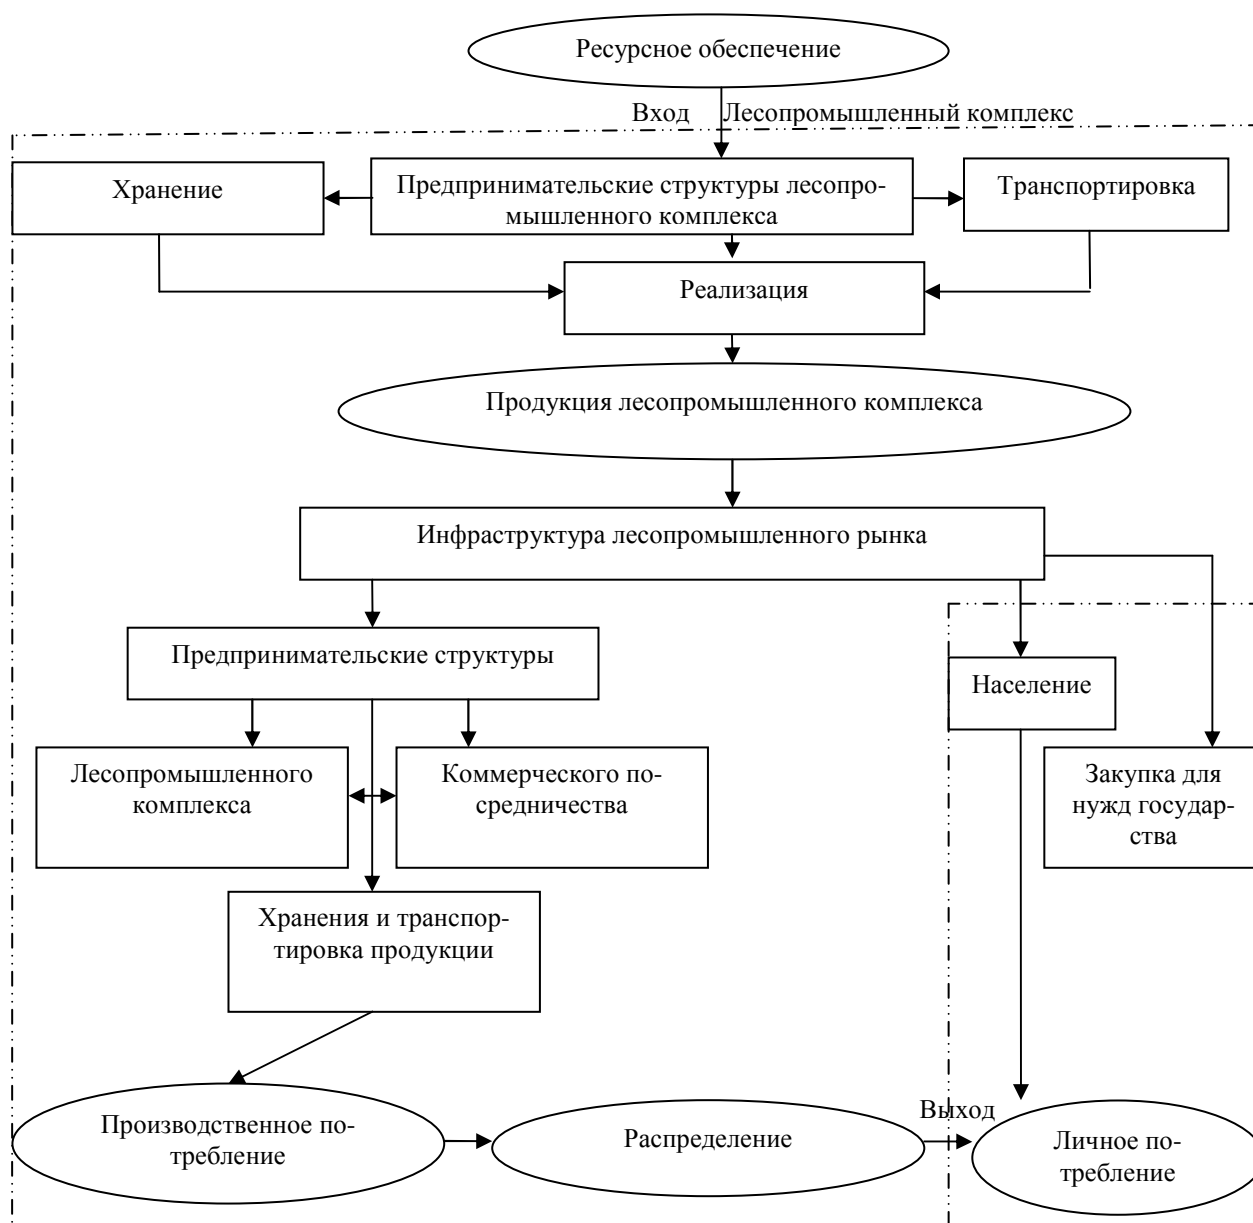 Ресурсное обеспечение
Вход
Лесопромышленный комплекс
Хранение
Предпринимательские структуры лесопро-
мышленного комплекса
Транспортировка
Реализация
Продукция лесопромышленного комплекса
Инфраструктура лесопромышленного рынка
Предпринимательские структуры
Население
Лесопромышленного
комплекса
Коммерческого по-
средничества
Закупка для
нужд государ-
ства
Хранения и транспор-
тировка продукции
Производственное по-
требление
Распределение
Выход
Личное по-
требление